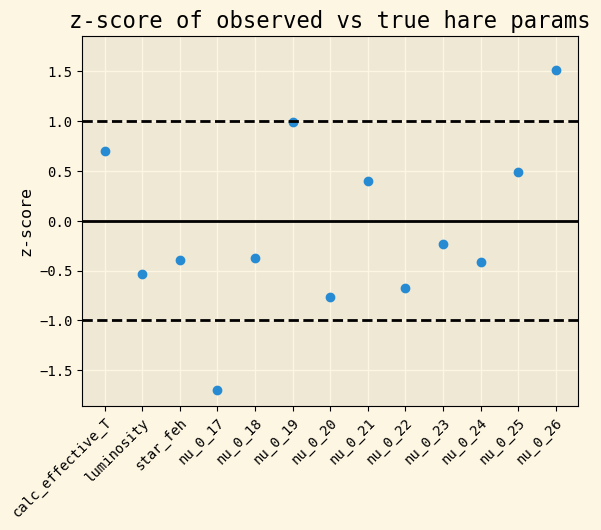 z-score of observed vs true hare params
z-score
1.5
1.0
0.5
0.0
−0.5
−1.0
−1.5
calc_effective_T
luminosity
star_feh
nu_0_17
nu_0_18
nu_0_19
nu_0_20
nu_0_21
nu_0_22
nu_0_23
nu_0_24
nu_0_25
nu_0_26